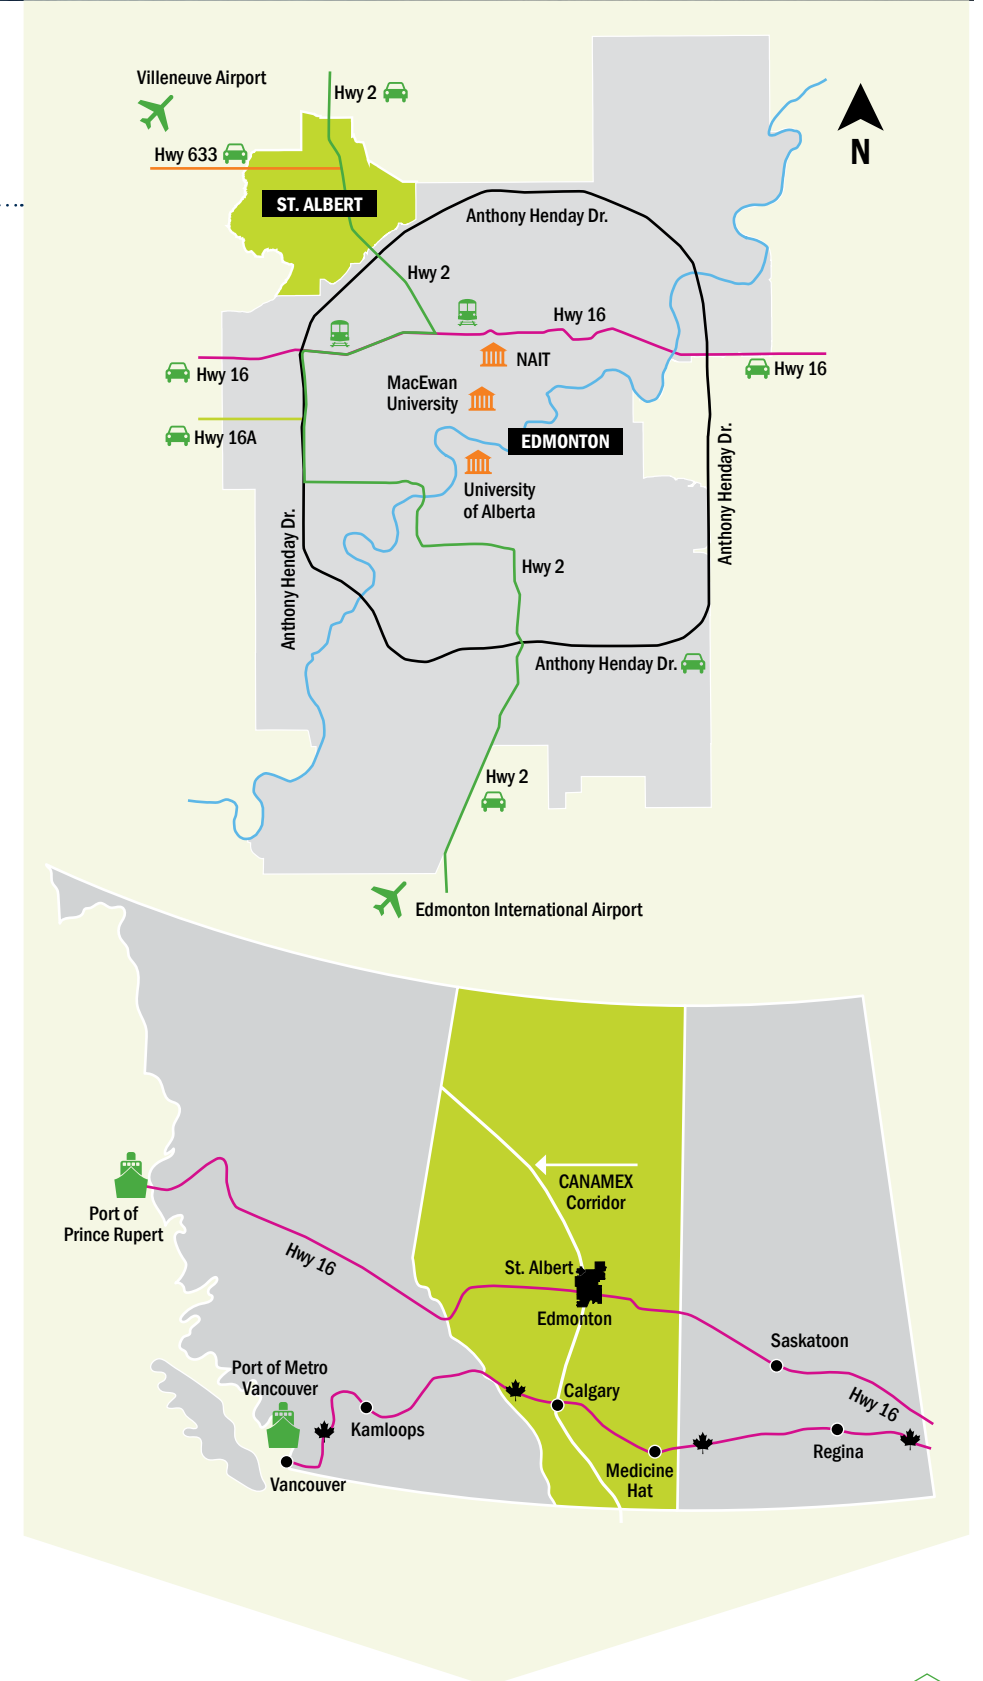 Villeneuve Airport
Hwy 2
Hwy 633
N
ST. ALBERT
Anthony Henday Dr.
Hwy 2
Hwy 16
NAIT
Hwy 16
Hwy 16
MacEwan
University
Hwy 16A
EDMONTON
University
of Alberta
Anthony Henday Dr.
Anthony Henday Dr.
Hwy 2
Anthony Henday Dr.
Hwy 2
Edmonton International Airport
CANAMEX
Corridor
Port of
Prince Rupert
Hwy 16
St. Albert
Edmonton
Saskatoon
Port of Metro
Vancouver
Calgary
Hwy 16
Kamloops
Regina
Medicine
Hat
Vancouver